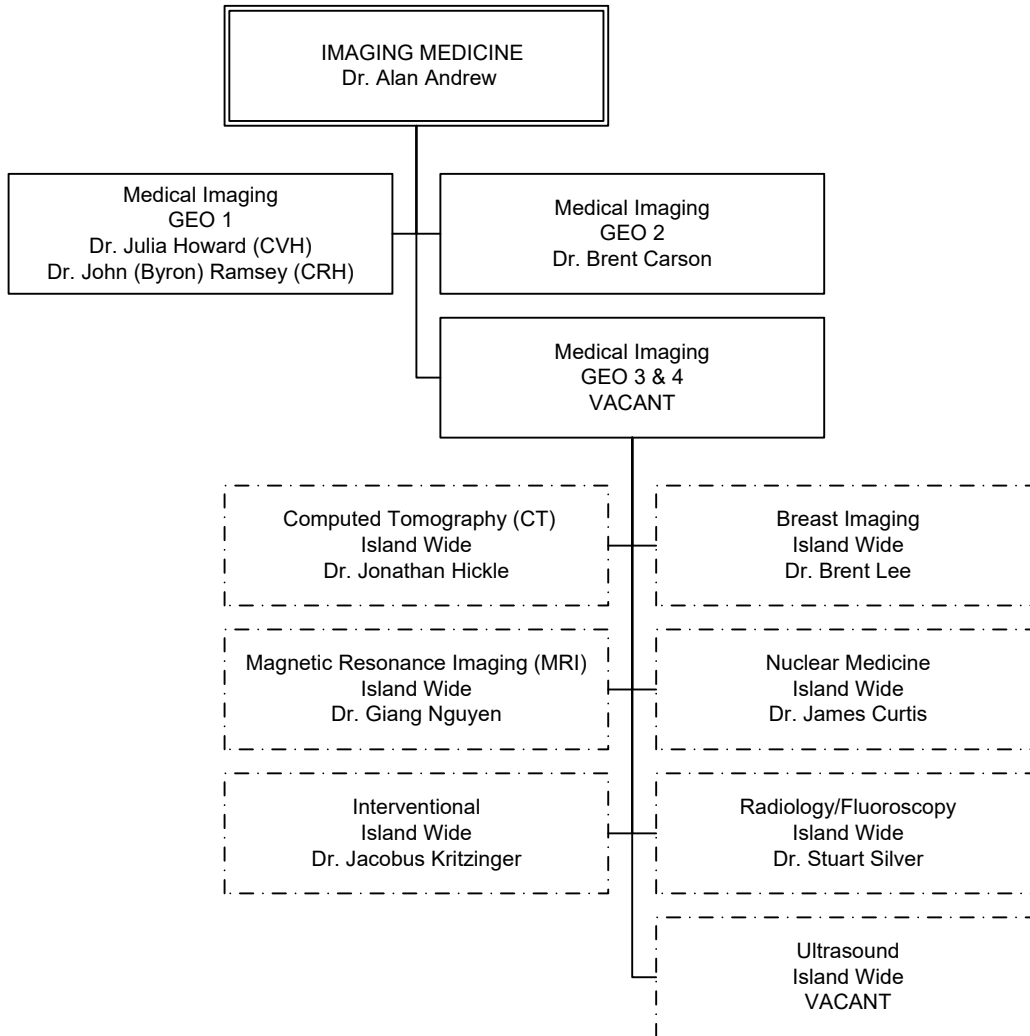 IMAGING MEDICINE
Dr. Alan Andrew
Medical Imaging
GEO 1
Dr. Julia Howard (CVH)
Dr. John (Byron) Ramsey (CRH)
Medical Imaging
GEO 2
Dr. Brent Carson
Medical Imaging
GEO 3 & 4
VACANT
Computed Tomography (CT)
Island Wide
Dr. Jonathan Hickle
Breast Imaging
Island Wide
Dr. Brent Lee
Magnetic Resonance Imaging (MRI)
Island Wide
Dr. Giang Nguyen
Nuclear Medicine
Island Wide
Dr. James Curtis
Interventional
Island Wide
Dr. Jacobus Kritzinger
Radiology/Fluoroscopy
Island Wide
Dr. Stuart Silver
Ultrasound
Island Wide
VACANT